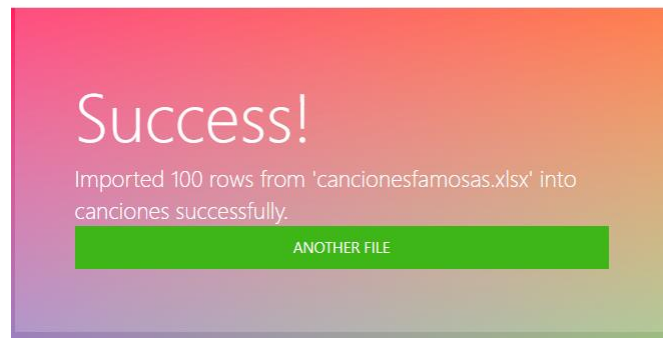 Success!
Imported 100 rows from 'cancionesfamosas.xlsx' into
canciones successfully.
ANOTHER FILE